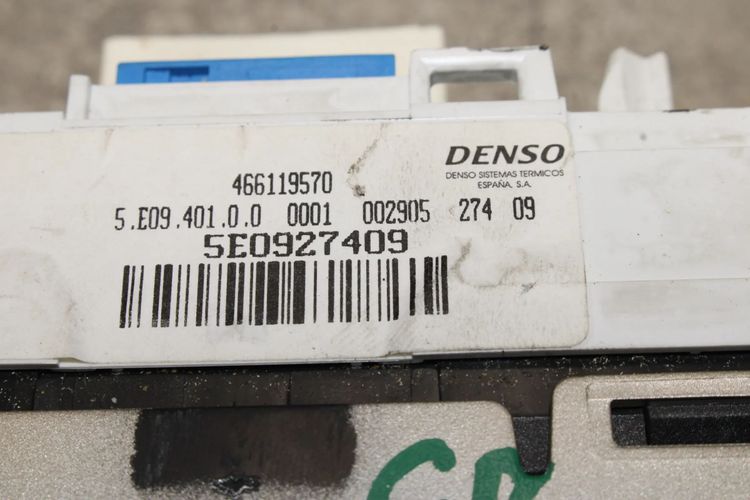 DENSO
DENSO SISTEMAS TERMICOS
ESPAÑA, S.A.
466119570
5.E09.401.0.0 0001 002905 274 09
5E0927409